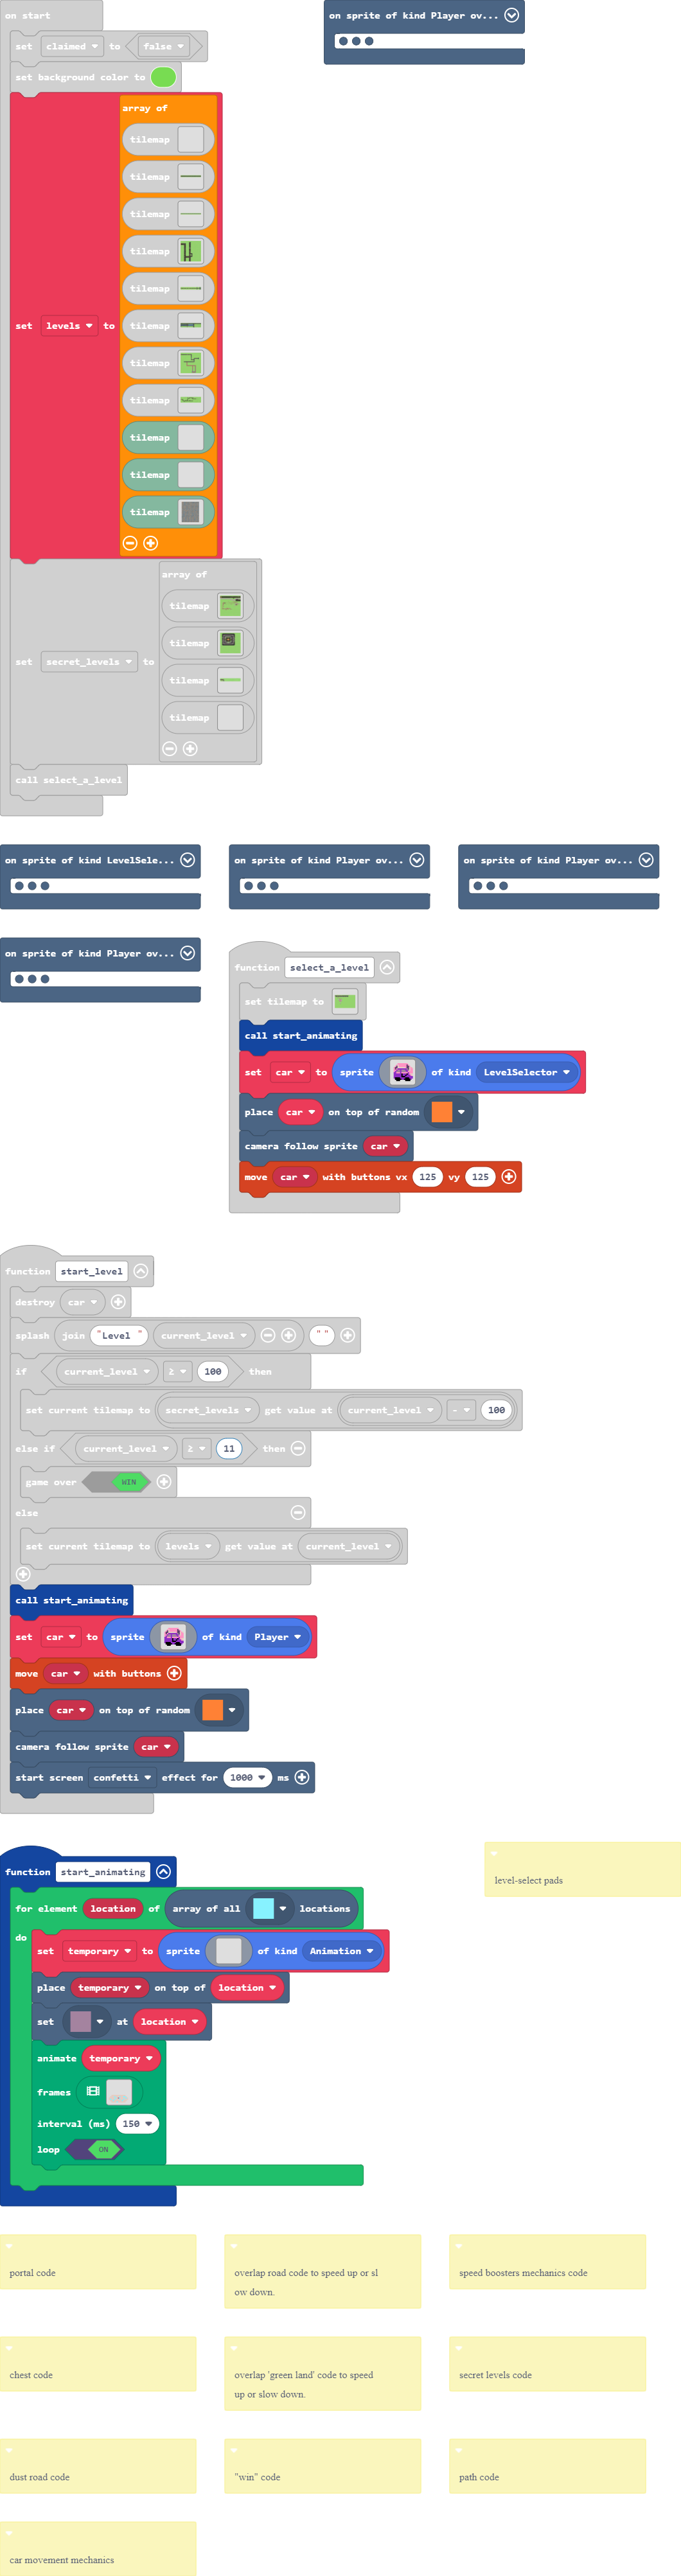 on start
set claimed to false
set background color to
set levels to
array of
tilemap
tilemap
tilemap
tilemap
tilemap
tilemap
tilemap
tilemap
tilemap
tilemap
tilemap
set secret_levels to
array of
tilemap
tilemap
tilemap
tilemap
call select_a_level
on sprite of kind Player ov...
on sprite of kind LevelSele...
on sprite of kind Player ov...
on sprite of kind Player ov...
on sprite of kind Player ov...
function select_a_level
set tilemap to
call start_animating
set car to sprite of kind LevelSelector
place car on top of random
camera follow sprite car
move car with buttons vx 125 vy 125
function start_level
destroy car
splash join "Level " current_level " "
if current_level ≥ 100 then
set current tilemap to secret_levels get value at current_level - 100
else if current_level ≥ 11 then
game over WIN
else
set current tilemap to levels get value at current_level
call start_animating
set car to sprite of kind Player
move car with buttons
place car on top of random
camera follow sprite car
start screen confetti effect for 1000 ms
function start_animating
for element location of array of all locations
do
set temporary to sprite of kind Animation
place temporary on top of location
set at location
animate temporary
frames
interval (ms) 150
loop ON
level-select pads
portal code
overlap road code to speed up or sl
ow down.
speed boosters mechanics code
chest code
overlap 'green land' code to speed
up or slow down.
secret levels code
dust road code
"win" code
path code
car movement mechanics